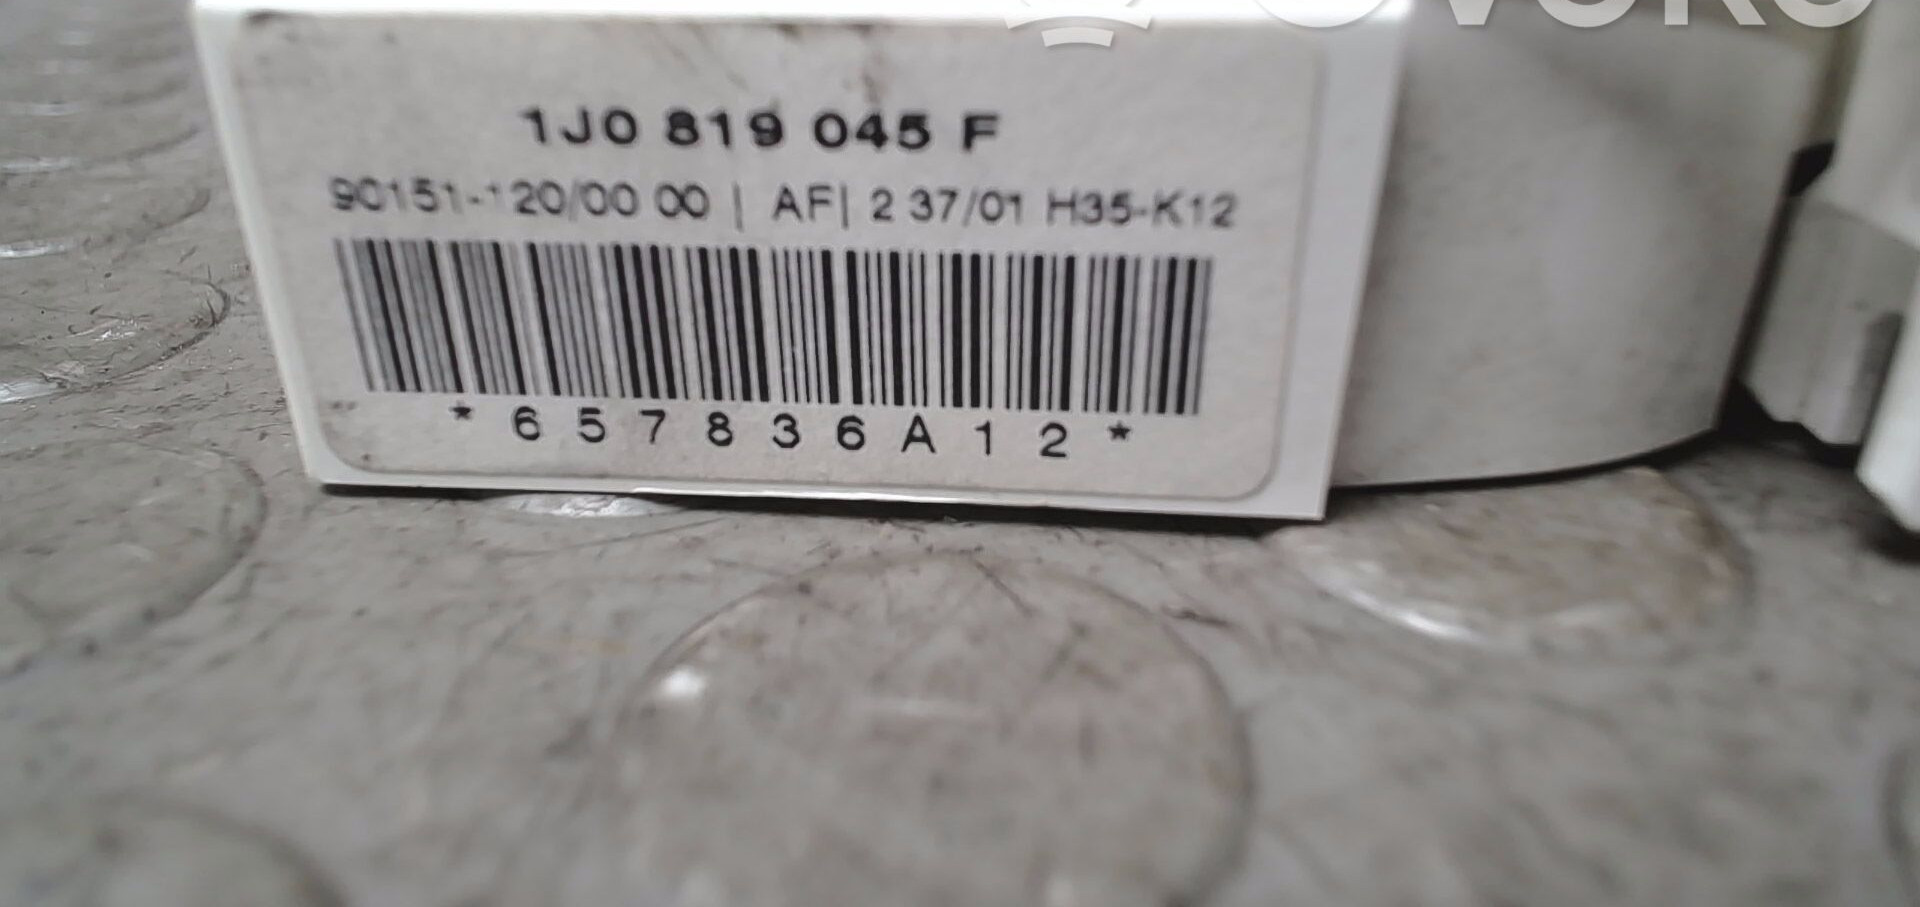 1J0 819 045 F
90151-120/00 00 | AF| 2 37/01 H35-K12
*657836A12*